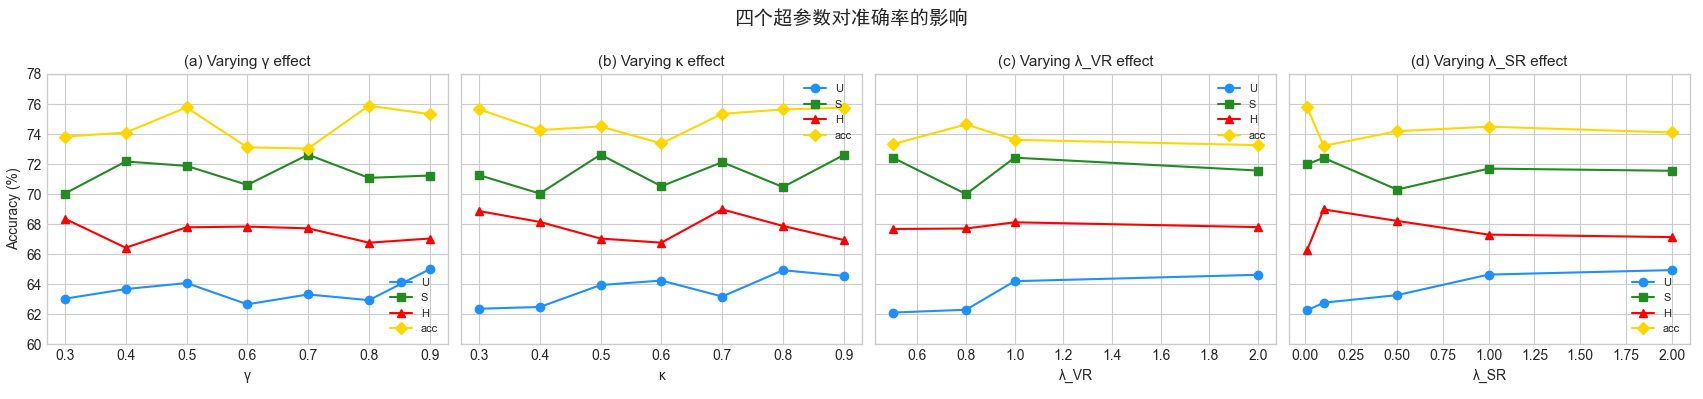 四个超参数对准确率的影响
(a) Varying γ effect
(b) Varying κ effect
(c) Varying λ_VR effect
(d) Varying λ_SR effect
Accuracy (%)
78
76
74
72
70
68
66
64
62
60
U
S
H
acc
0.3 0.4 0.5 0.6 0.7 0.8 0.9
γ
U
S
H
acc
0.3 0.4 0.5 0.6 0.7 0.8 0.9
κ
U
S
H
acc
0.6 0.8 1.0 1.2 1.4 1.6 1.8 2.0
λ_VR
U
S
H
acc
0.00 0.25 0.50 0.75 1.00 1.25 1.50 1.75 2.00
λ_SR